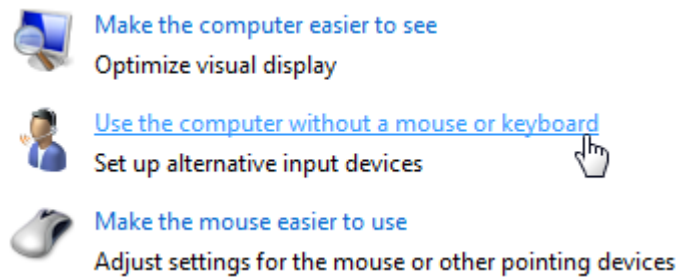 Make the computer easier to see
Optimize visual display
Use the computer without a mouse or keyboard
Set up alternative input devices
Make the mouse easier to use
Adjust settings for the mouse or other pointing devices